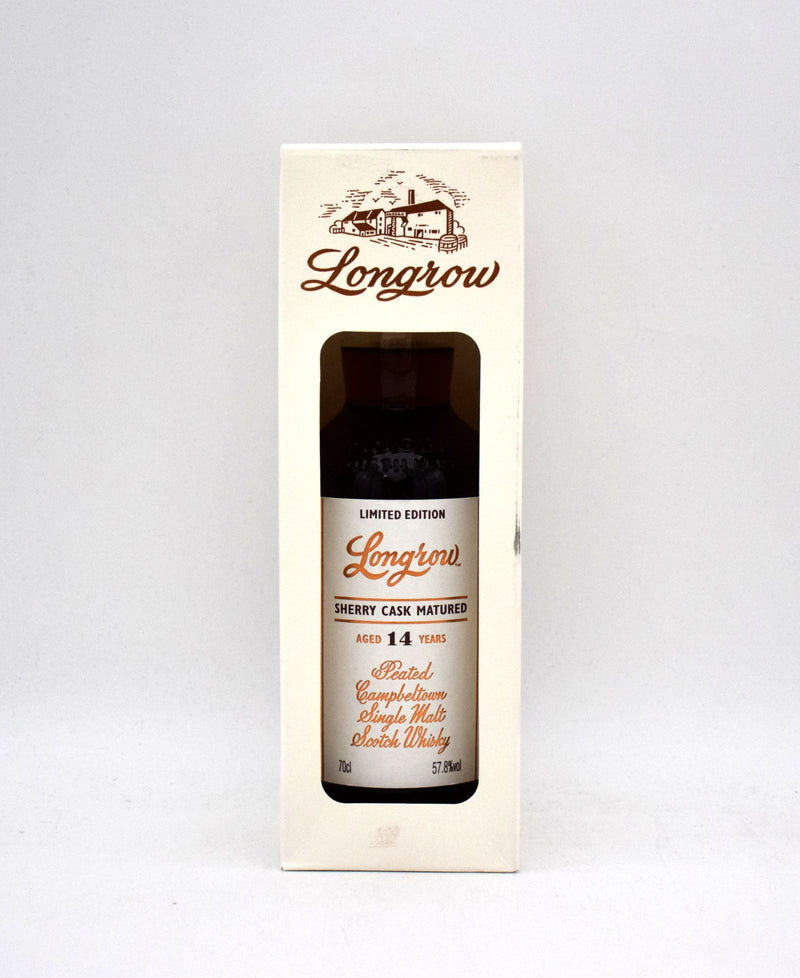 Longrow
LIMITED EDITION
Longrow™
SHERRY CASK MATURED
AGED 14 YEARS
Peated
Campbeltown
Single Malt
Scotch Whisky
70cl 57.8%vol